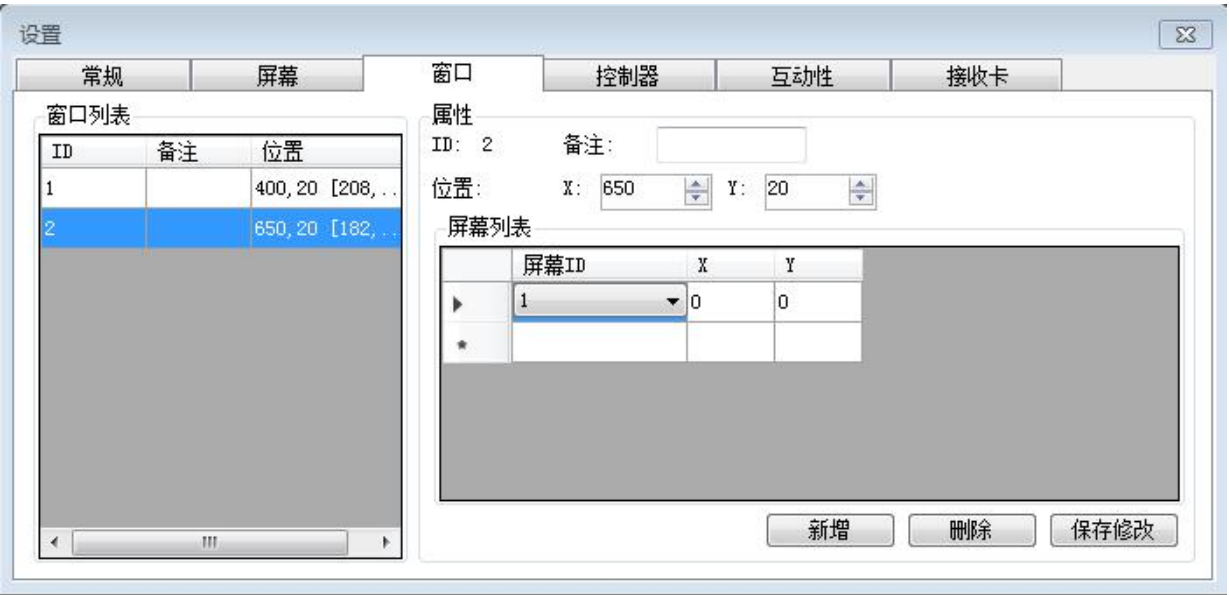 设置
常规 屏幕 窗口 控制器 互动性 接收卡
窗口列表
ID 备注 位置
1 400, 20 [208, ..
2 650, 20 [182, ..
属性
ID: 2 备注:
位置: X: 650 Y: 20
屏幕列表
屏幕ID X Y
1 0 0
*
新增 删除 保存修改